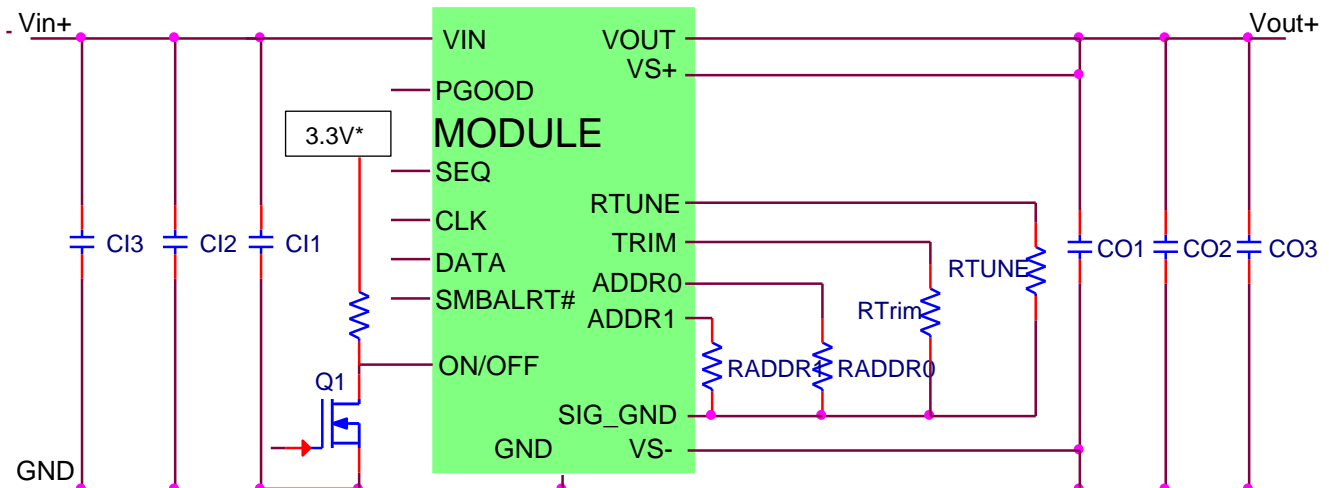 Vin+
VIN
VOUT
Vout+
VS+
PGOOD
3.3V*
MODULE
SEQ
RTUNE
CLK
TRIM
CI3
CI2
CI1
CO1
CO2
CO3
DATA
RTUNE
ADDR0
SMBALRT#
RTrim
ADDR1
ON/OFF
RADDR1
RADDR0
Q1
SIG_GND
GND
VS-
GND